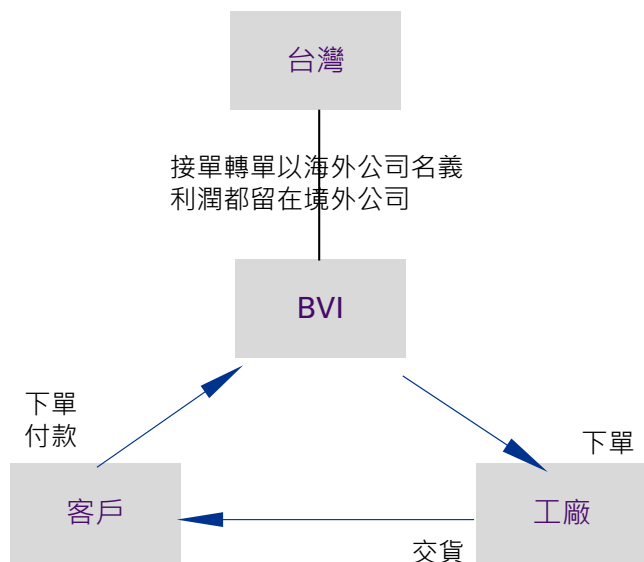 台灣
接單轉單以海外公司名義
利潤都留在境外公司
BVI
下單
付款
下單
客戶
工廠
交貨